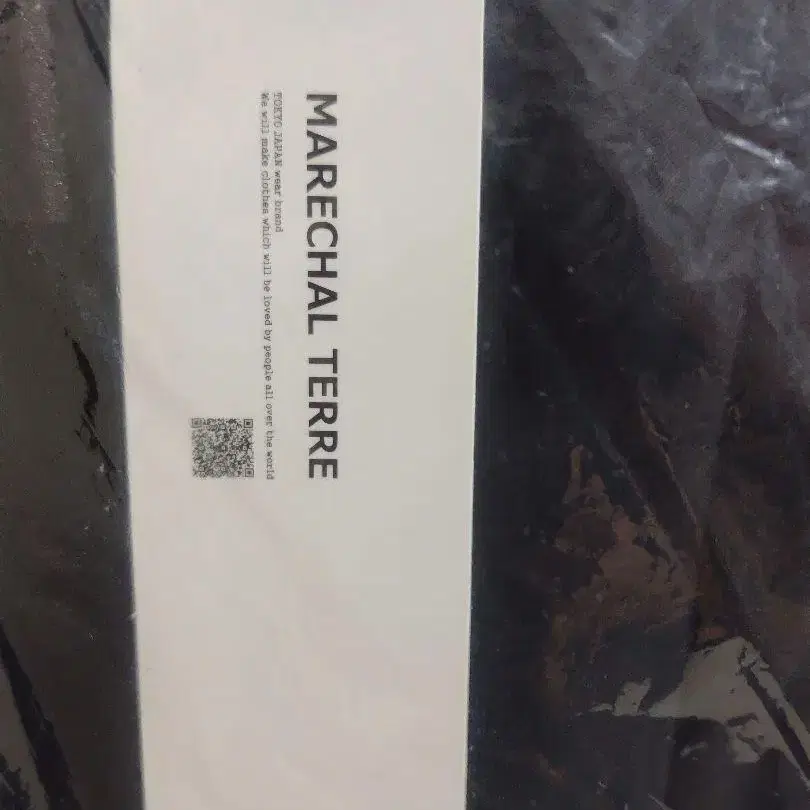 MARECHAL TERRE
TOKYO JAPAN wear brand
We will make clothes which will be loved by people all over the world